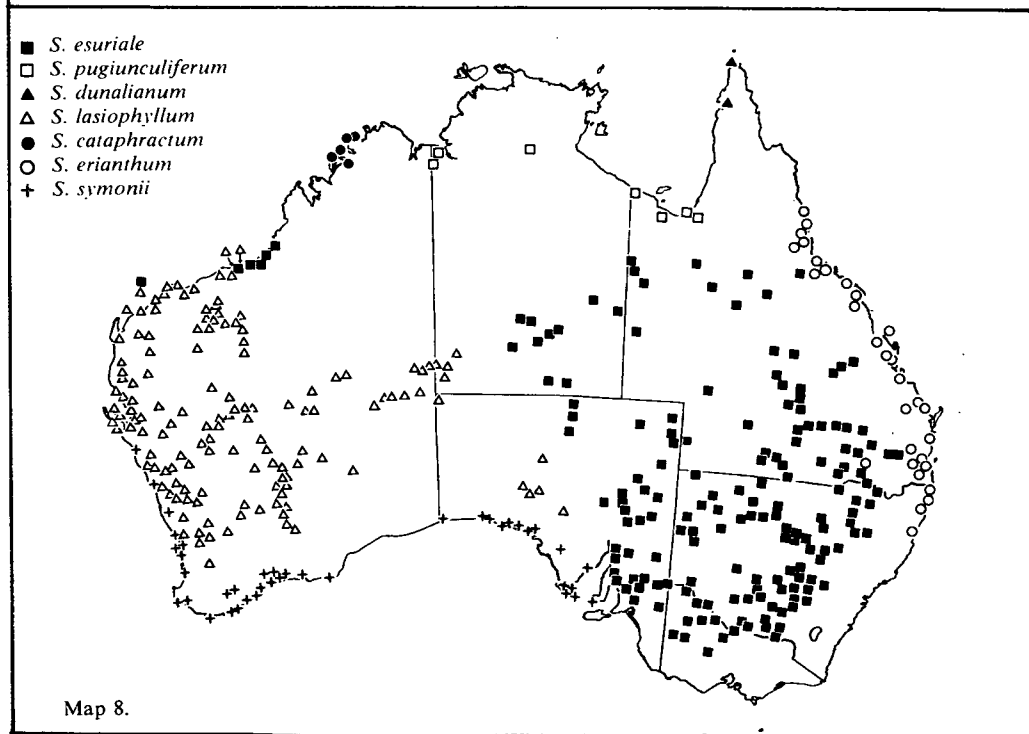 S. esuriale
S. pugiunculiferum
S. dunalianum
S. lasiophyllum
S. cataphractum
S. erianthum
S. symonii
Map 8.